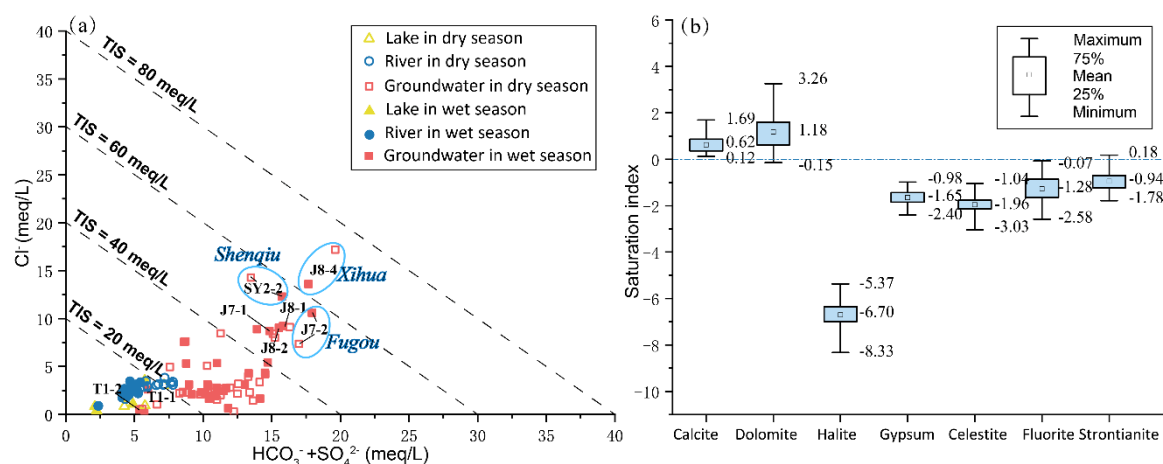 (a)
40
35
30
25
20
15
10
5
0
Cl⁻ (meq/L)
TIS = 80 meq/L
TIS = 60 meq/L
TIS = 40 meq/L
TIS = 20 meq/L
Lake in dry season
River in dry season
Groundwater in dry season
Lake in wet season
River in wet season
Groundwater in wet season
Shenqiu
J8-4
Xihua
SY2-2
J7-1
J8-1
J7-2
J8-2
Fugou
T1-2
T1-1
0 5 10 15 20 25 30 35 40
HCO₃⁻+SO₄²⁻ (meq/L)
(b)
6
4
2
0
-2
-4
-6
-8
-10
Saturation index
Maximum
75%
Mean
25%
Minimum
1.69
0.62
0.12
3.26
1.18
-0.15
-5.37
-6.70
-8.33
-0.98
-1.65
-2.40
-1.04
-1.96
-3.03
-0.07
-1.28
-2.58
0.18
-0.94
-1.78
Calcite Dolomite Halite Gypsum Celestite Fluorite Strontianite